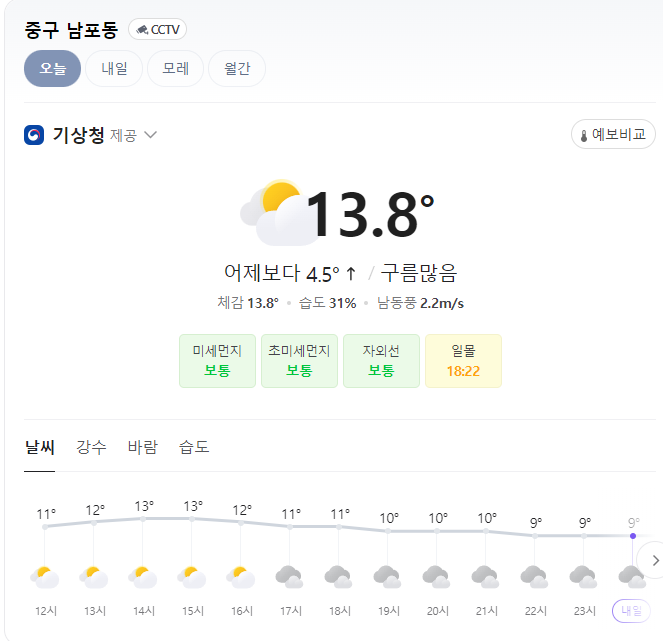 중구 남포동 CCTV
오늘 내일 모레 월간
기상청 제공 예보비교
13.8°
어제보다 4.5° ↑ / 구름많음
체감 13.8° • 습도 31% • 남동풍 2.2m/s
미세먼지 초미세먼지 자외선 일몰
보통 보통 보통 18:22
날씨 강수 바람 습도
11° 12° 13° 13° 12° 11° 11° 10° 10° 10° 9° 9° 9°
12시 13시 14시 15시 16시 17시 18시 19시 20시 21시 22시 23시 내일